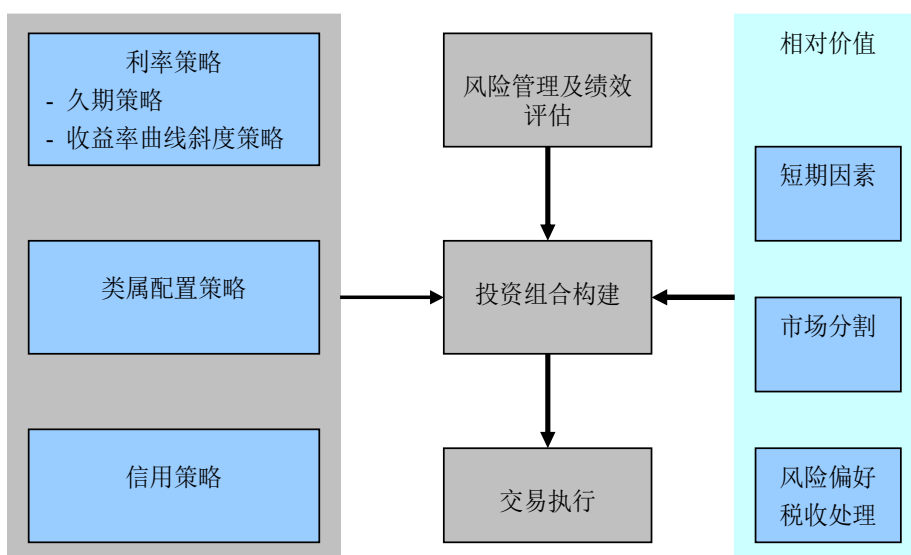 利率策略
- 久期策略
- 收益率曲线斜度策略
类属配置策略
信用策略
风险管理及绩效
评估
投资组合构建
交易执行
相对价值
短期因素
市场分割
风险偏好
税收处理